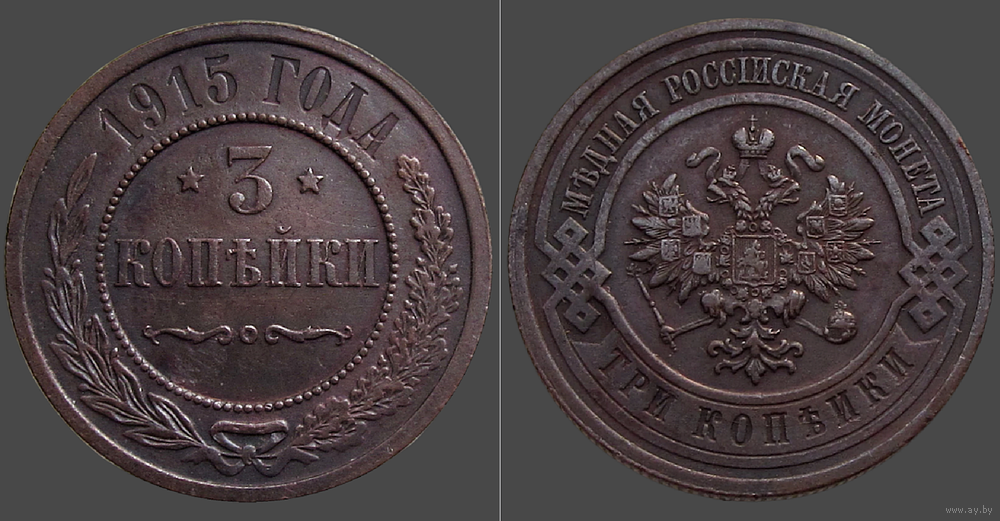 1915 ГОДА
3
КОПѢЙКИ
МѢДНАЯ РОССІЙСКАЯ МОНЕТА
ТРИ КОПѢЙКИ
www.ay.by